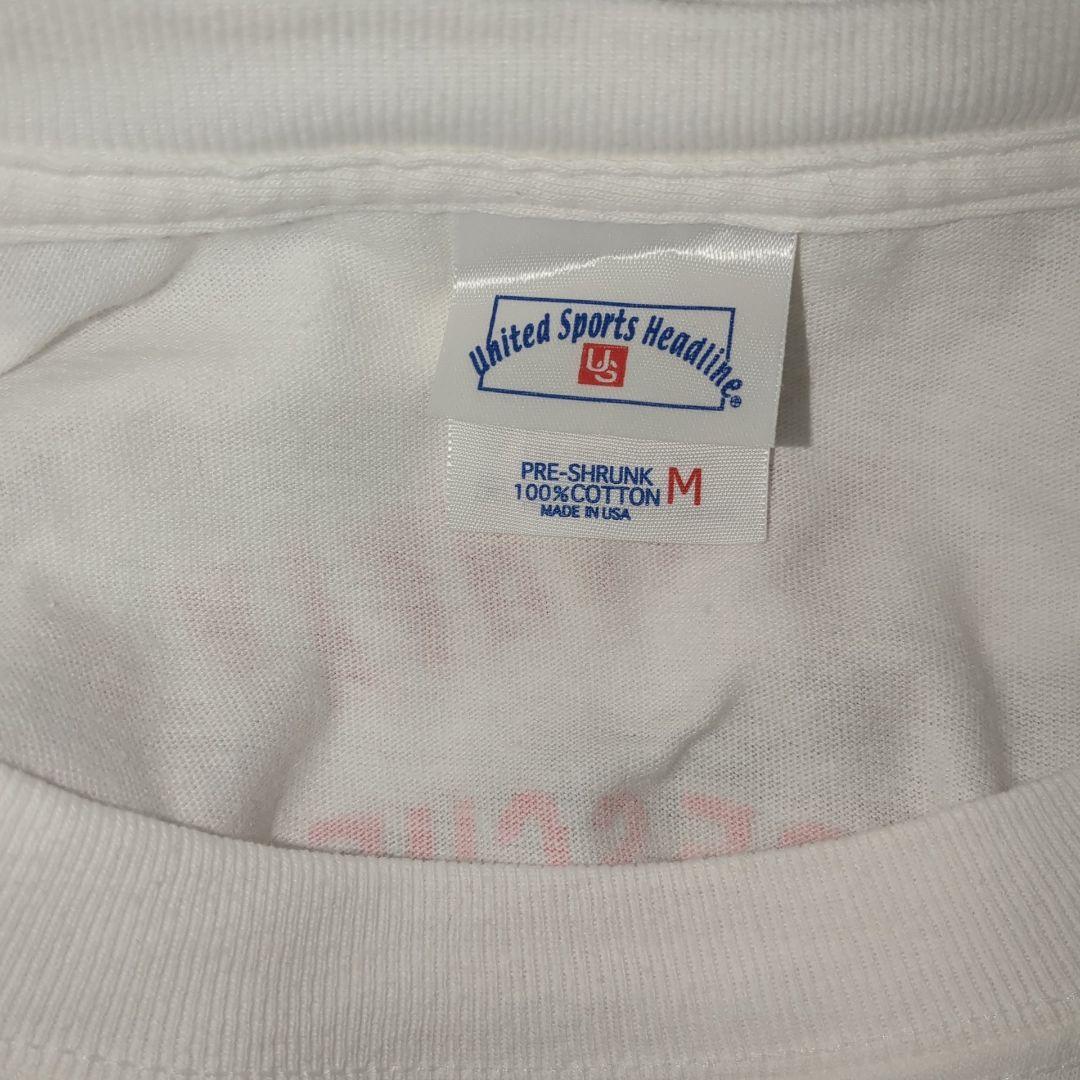 United Sports Headline®
US
PRE-SHRUNK
100%COTTON M
MADE IN USA